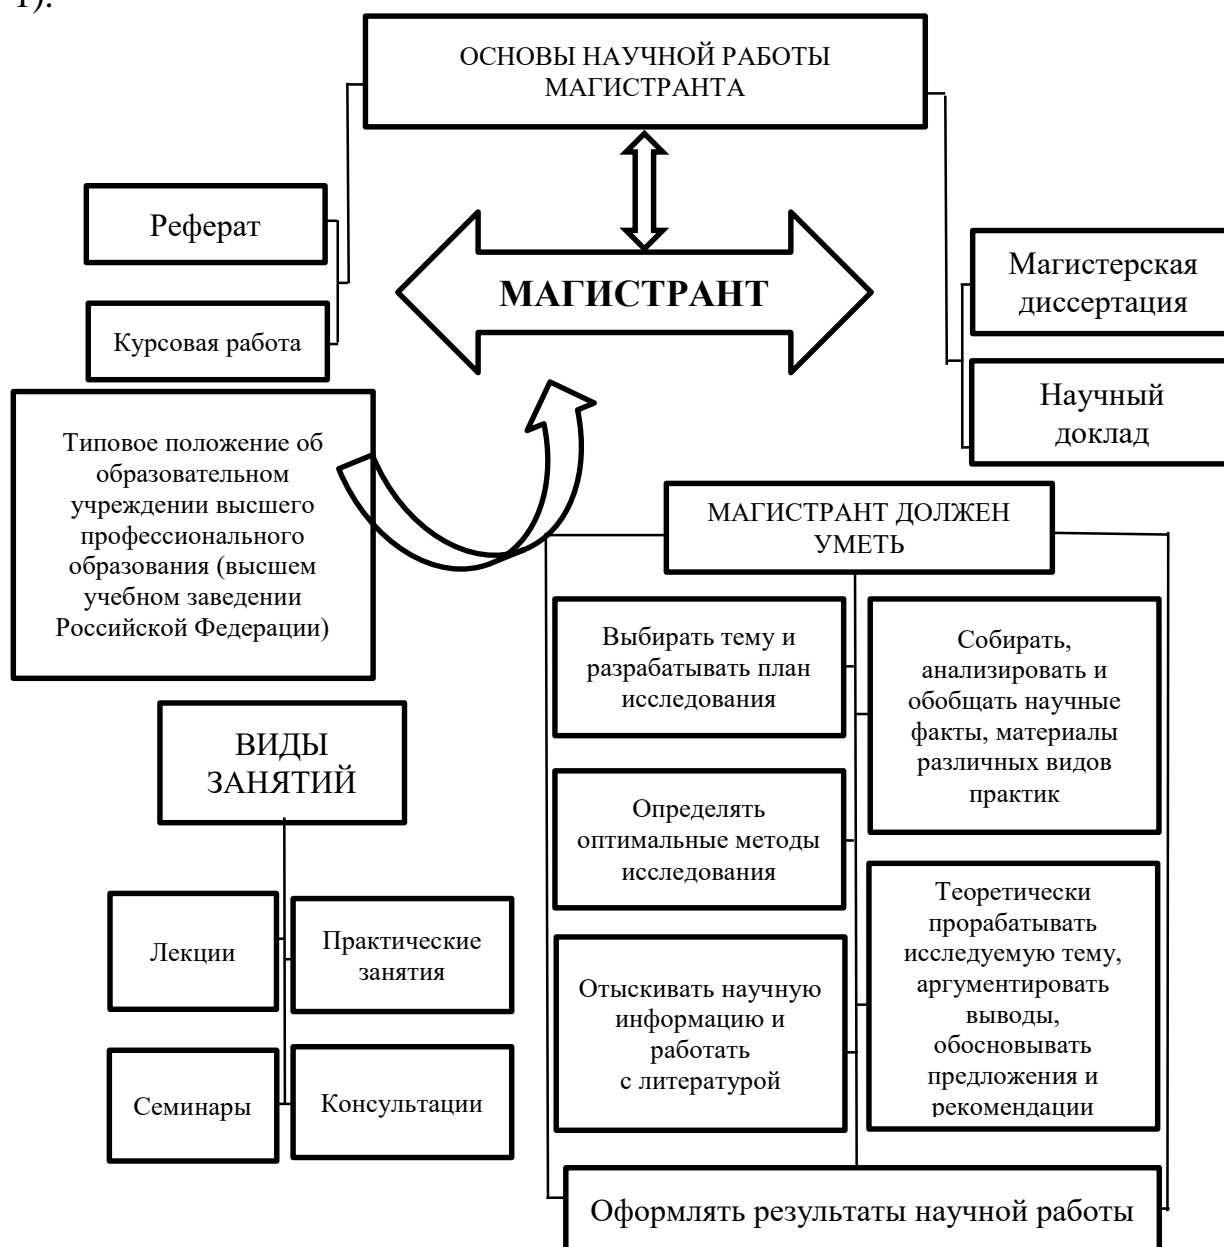 1).
ОСНОВЫ НАУЧНОЙ РАБОТЫ
МАГИСТРАНТА
Реферат
Курсовая работа
МАГИСТРАНТ
Магистерская
диссертация
Научный
доклад
Типовое положение об
образовательном
учреждении высшего
профессионального
образования (высшем
учебном заведении
Российской Федерации)
МАГИСТРАНТ ДОЛЖЕН
УМЕТЬ
Выбирать тему и
разрабатывать план
исследования
Собирать,
анализировать и
обобщать научные
факты, материалы
различных видов
практик
Определять
оптимальные методы
исследования
Теоретически
прорабатывать
исследуемую тему,
аргументировать
выводы,
обосновывать
предложения и
рекомендации
Отыскивать научную
информацию и
работать
с литературой
Оформлять результаты научной работы
ВИДЫ
ЗАНЯТИЙ
Лекции
Практические
занятия
Семинары
Консультации